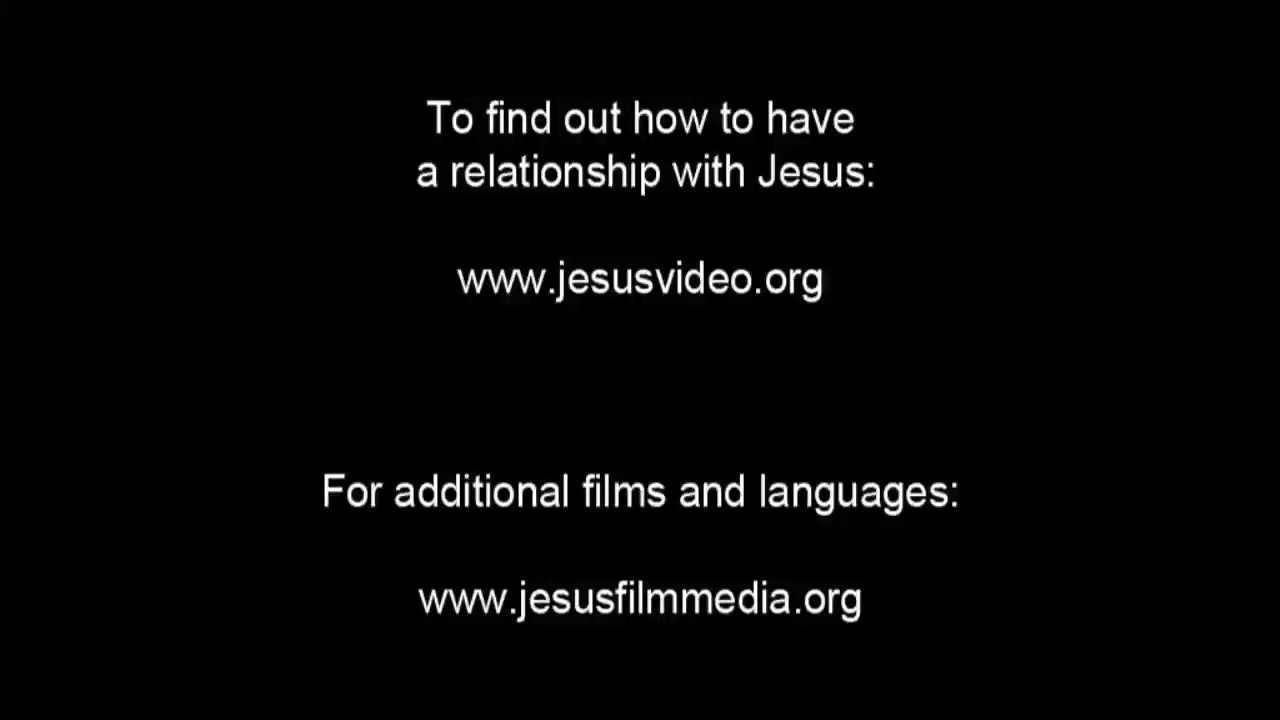 To find out how to have
a relationship with Jesus:
www.jesusvideo.org
For additional films and languages:
www.jesusfilmmedia.org